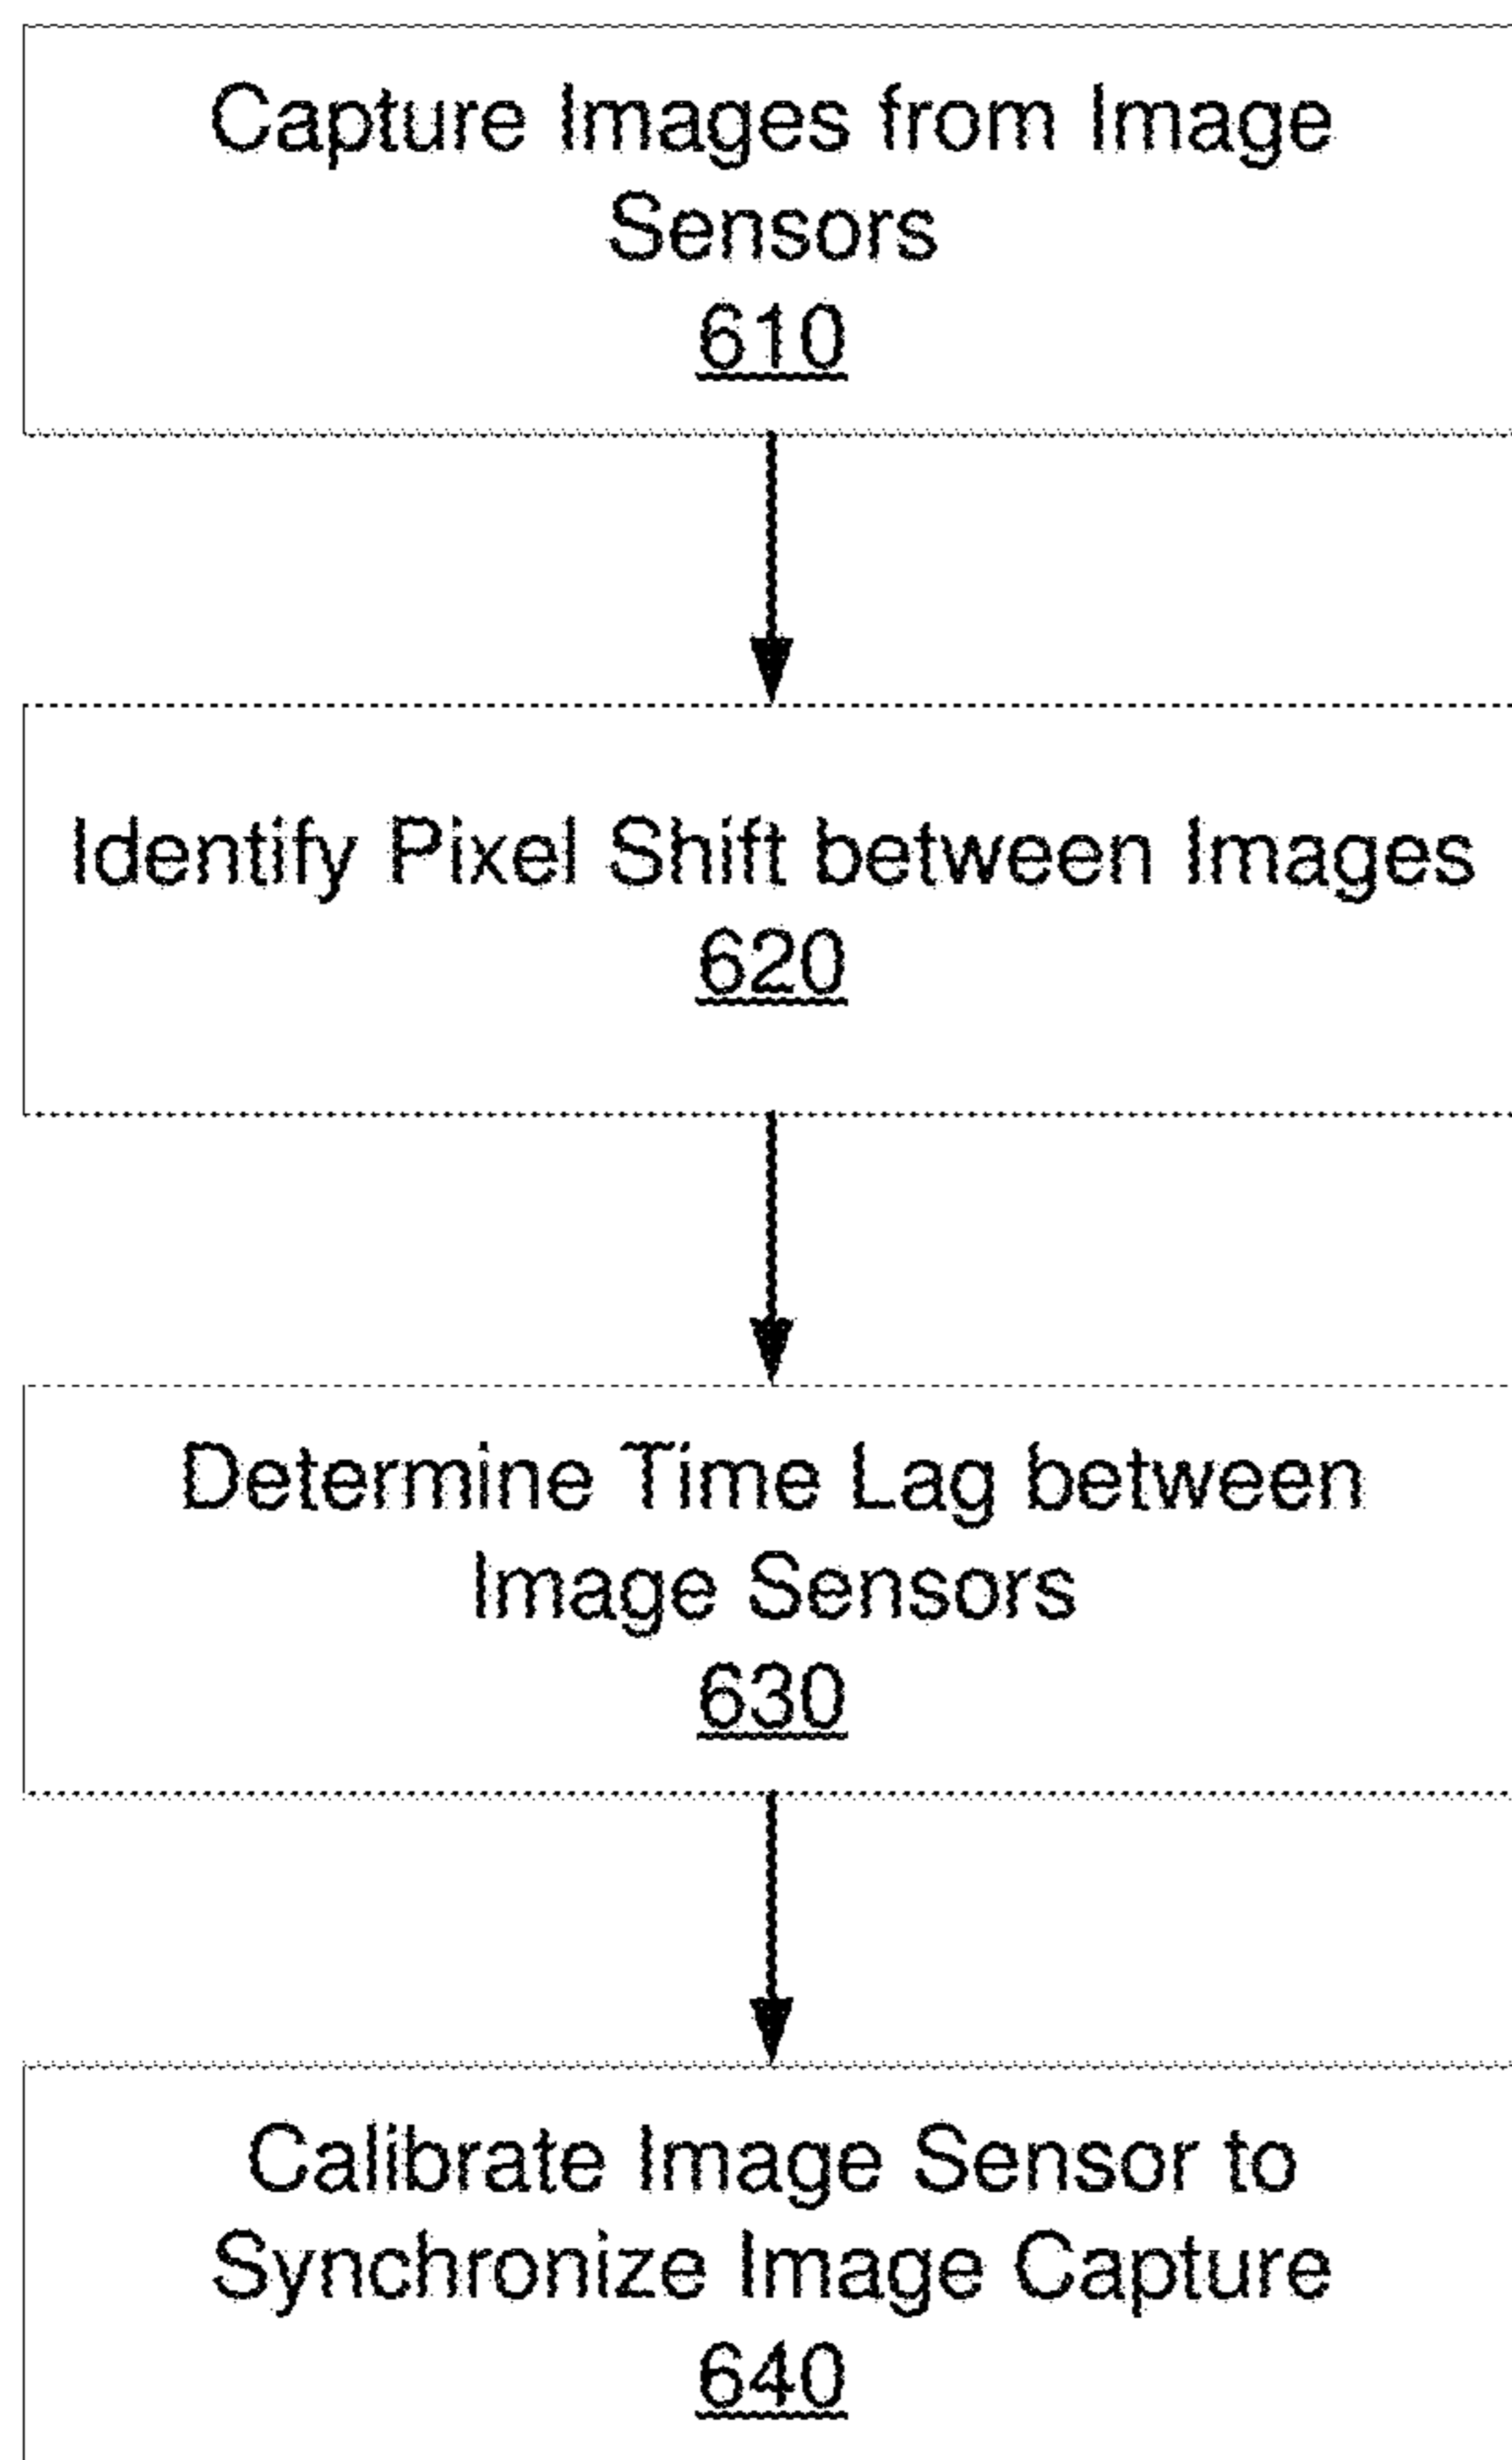 Capture Images from Image
Sensors
610
Identify Pixel Shift between Images
620
Determine Time Lag between
Image Sensors
630
Calibrate Image Sensor to
Synchronize Image Capture
640